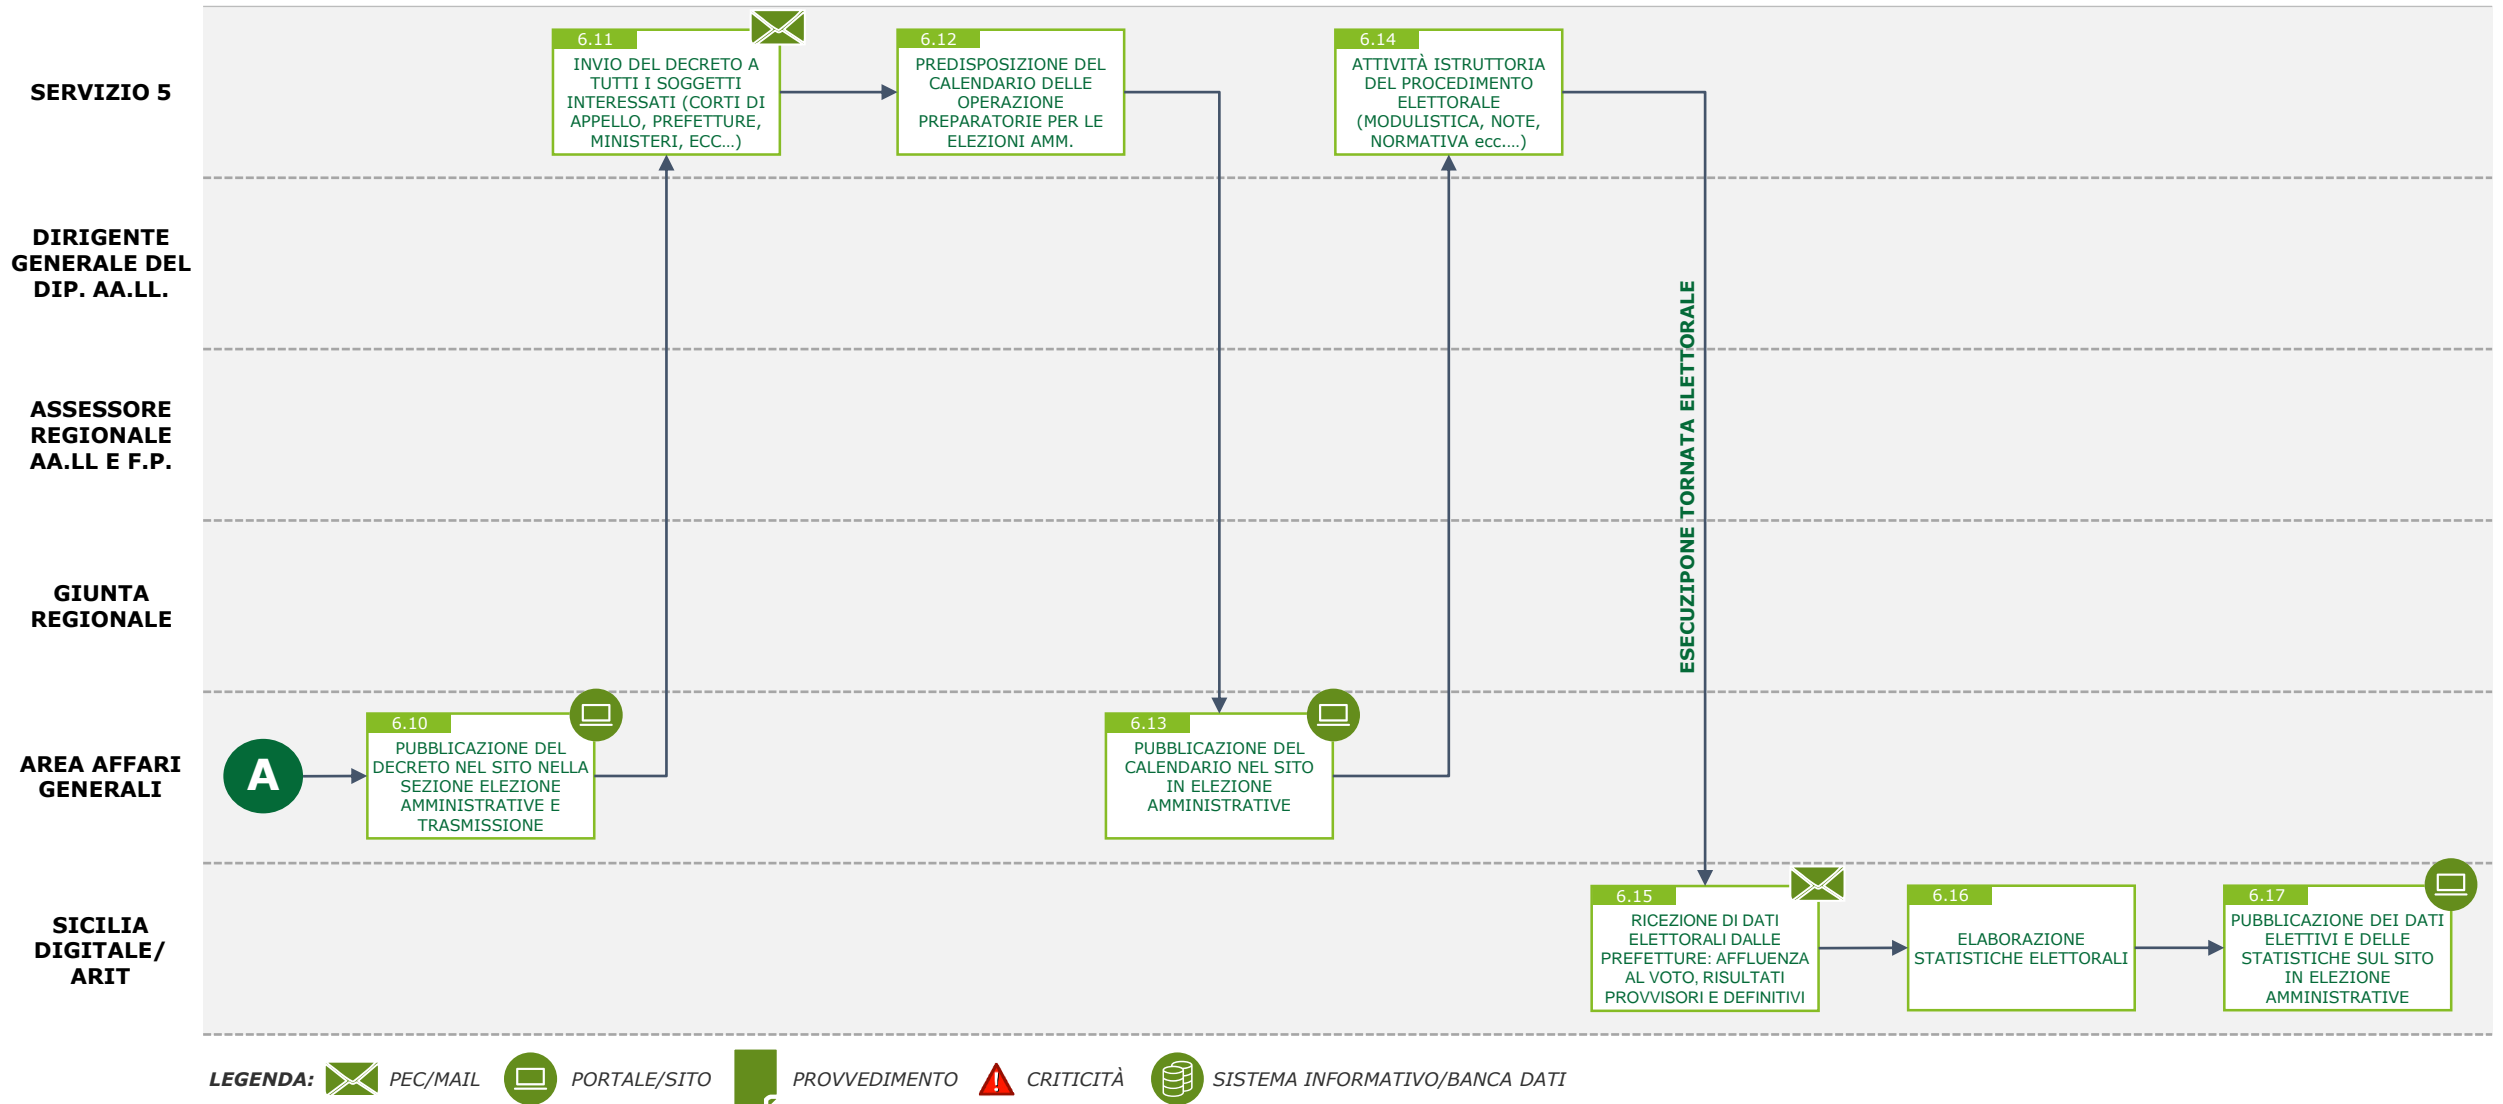 SERVIZIO 5
6.11
INVIO DEL DECRETO A
TUTTI I SOGGETTI
INTERESSATI (CORTI DI
APPELLO, PREFETTURE,
MINISTERI, ECC…)
6.12
PREDISPOSIZIONE DEL
CALENDARIO DELLE
OPERAZIONE
PREPARATORIE PER LE
ELEZIONI AMM.
6.14
ATTIVITÀ ISTRUTTORIA
DEL PROCEDIMENTO
ELETTORALE
(MODULISTICA, NOTE,
NORMATIVA ecc.…)
DIRIGENTE
GENERALE DEL
DIP. AA.LL.
ASSESSORE
REGIONALE
AA.LL E F.P.
ESECUZIPONE TORNATA ELETTORALE
GIUNTA
REGIONALE
AREA AFFARI
GENERALI
A
6.10
PUBBLICAZIONE DEL
DECRETO NEL SITO NELLA
SEZIONE ELEZIONE
AMMINISTRATIVE E
TRASMISSIONE
6.13
PUBBLICAZIONE DEL
CALENDARIO NEL SITO
IN ELEZIONE
AMMINISTRATIVE
SICILIA
DIGITALE/
ARIT
6.15
RICEZIONE DI DATI
ELETTORALI DALLE
PREFETTURE: AFFLUENZA
AL VOTO, RISULTATI
PROVVISORI E DEFINITIVI
6.16
ELABORAZIONE
STATISTICHE ELETTORALI
6.17
PUBBLICAZIONE DEI DATI
ELETTIVI E DELLE
STATISTICHE SUL SITO
IN ELEZIONE
AMMINISTRATIVE
LEGENDA: PEC/MAIL PORTALE/SITO PROVVEDIMENTO CRITICITÀ SISTEMA INFORMATIVO/BANCA DATI